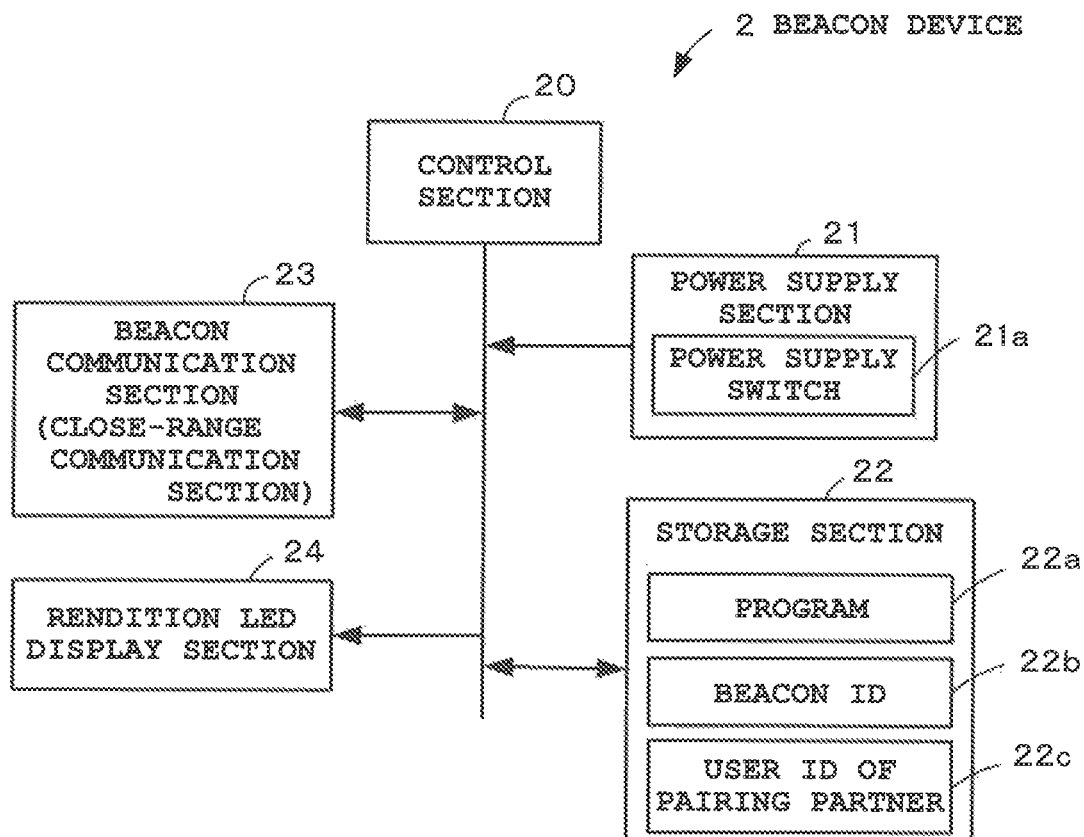 2 BEACON DEVICE
20
CONTROL
SECTION
21
POWER SUPPLY
SECTION
21a
POWER SUPPLY
SWITCH
23
BEACON
COMMUNICATION
SECTION
(CLOSE-RANGE
COMMUNICATION
SECTION)
22
STORAGE SECTION
22a
PROGRAM
22b
BEACON ID
22c
USER ID OF
PAIRING PARTNER
24
RENDITION LED
DISPLAY SECTION